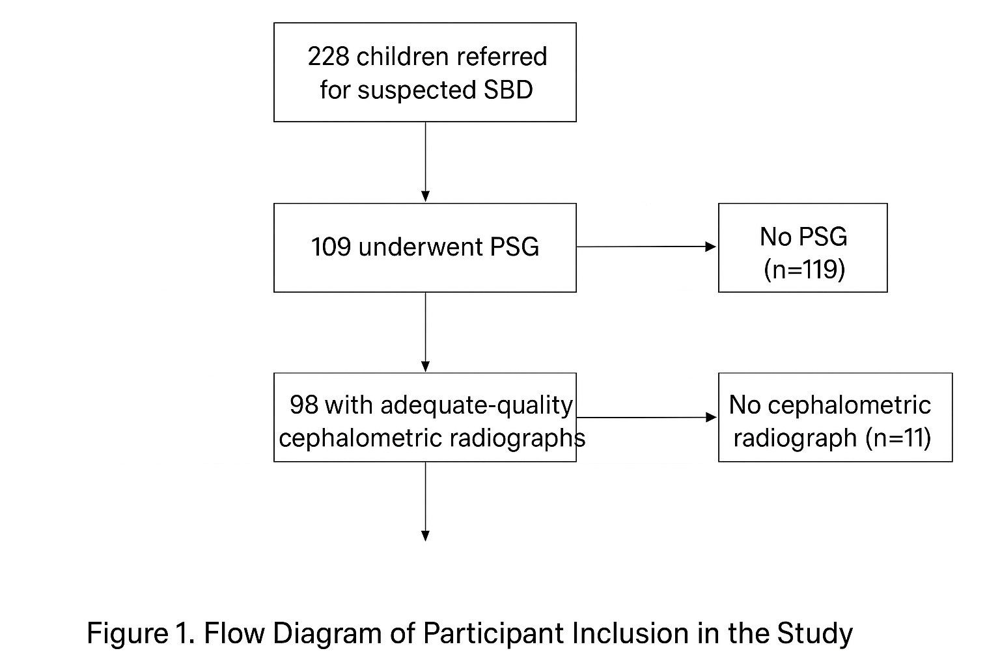 228 children referred
for suspected SBD
109 underwent PSG
No PSG
(n=119)
98 with adequate-quality
cephalometric radiographs
No cephalometric
radiograph (n=11)
Figure 1. Flow Diagram of Participant Inclusion in the Study